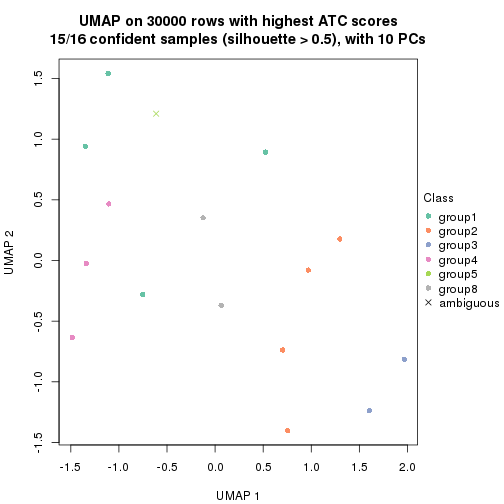 UMAP on 30000 rows with highest ATC scores
15/16 confident samples (silhouette > 0.5), with 10 PCs
UMAP 2
1.5
1.0
0.5
0.0
-0.5
-1.0
-1.5
-1.5 -1.0 -0.5 0.0 0.5 1.0 1.5 2.0
UMAP 1
Class
group1
group2
group3
group4
group5
group8
ambiguous